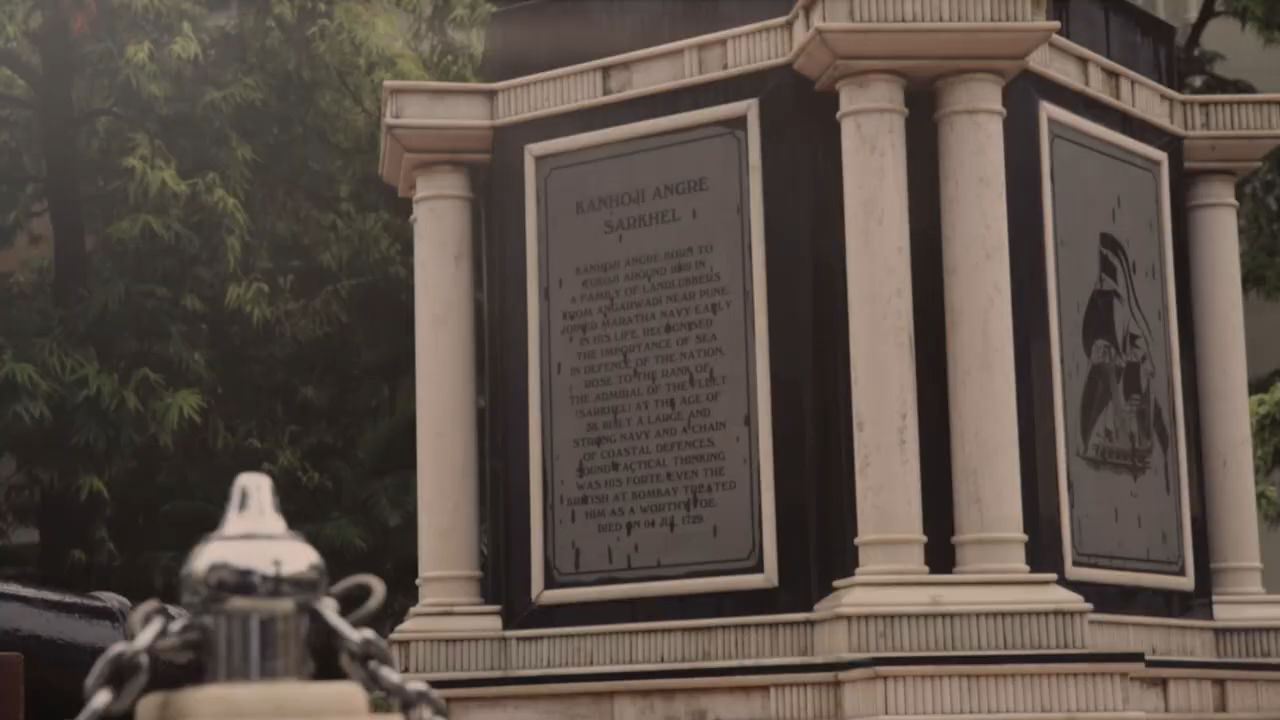 KANHOJI ANGRE
SARKHEL
KANHOJI ANGRE BORN TO
AROUND IN
A FAMILY OF LANDLUBBERS
FROM ANGARWADI NEAR PUNE
JOINED MARATHA NAVY EARLY
IN HIS LIFE. RECOGNISED
THE IMPORTANCE OF SEA
IN DEFENCE OF THE NATION,
ROSE TO THE RANK OF
THE ADMIRAL OF THE FLEET
(SARKHEL) AT THE AGE OF
BUILT A LARGE AND
STRONG NAVY AND A CHAIN
OF COASTAL DEFENCES.
SOUND TACTICAL THINKING
WAS HIS FORTE. EVEN THE
BRITISH AT BOMBAY TREATED
HIM AS A WORTHY FOE.
DIED ON 04 JUL 1729